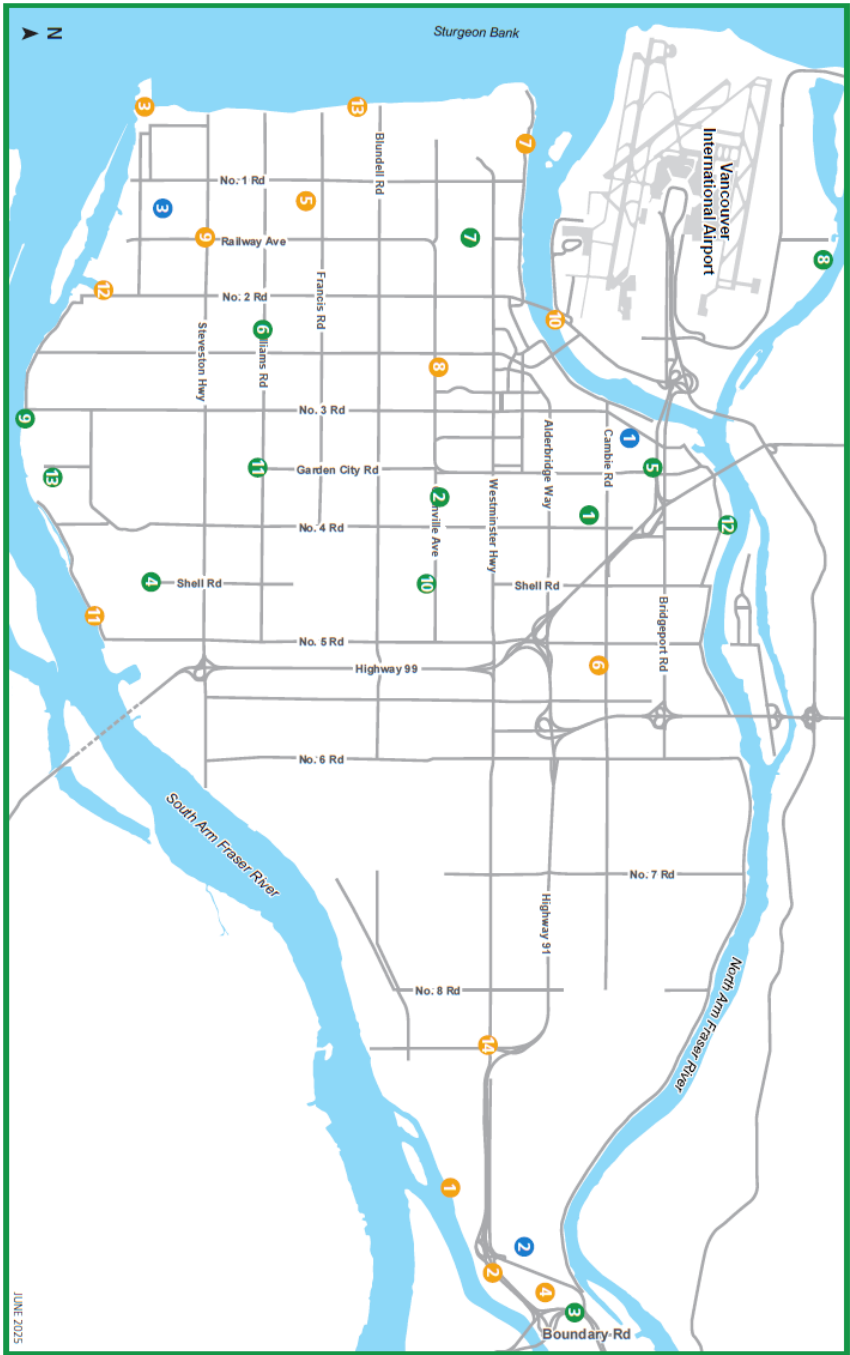 N
Sturgeon Bank
Vancouver
International Airport
3
13
7
Blundell Rd
No. 1 Rd
5
3
9
Railway Ave
7
8
No. 2 Rd
12
Francis Rd
10
6
lliams Rd
Steveston Hwy
8
No. 3 Rd
9
Alderbridge Way
Cambie Rd
1
5
11
Garden City Rd
13
2
nville Ave
Westminster Hwy
1
12
No. 4 Rd
4
Shell Rd
10
Shell Rd
Bridgeport Rd
11
No. 5 Rd
6
Highway 99
No. 6 Rd
South Arm Fraser River
No. 7 Rd
Highway 91
No. 8 Rd
North Arm Fraser River
14
1
2
2
4
3
Boundary Rd
JUNE 2025